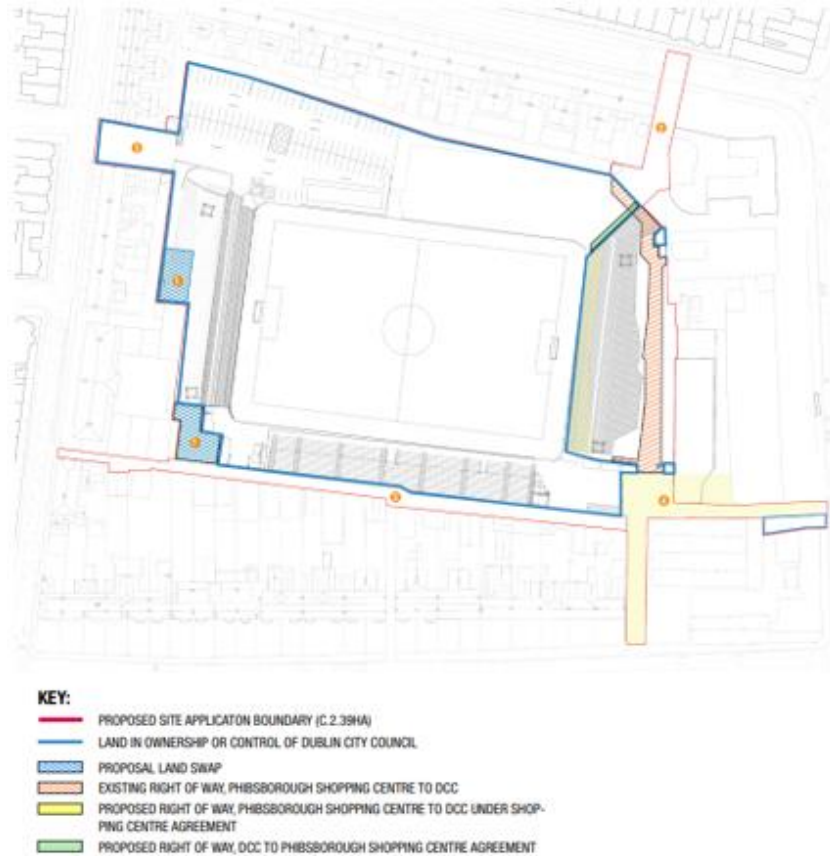 KEY:
PROPOSED SITE APPLICATON BOUNDARY (C.2.39HA)
LAND IN OWNERSHIP OR CONTROL OF DUBLIN CITY COUNCIL
PROPOSAL LAND SWAP
EXISTING RIGHT OF WAY, PHIBSBOROUGH SHOPPING CENTRE TO DCC
PROPOSED RIGHT OF WAY, PHIBSBOROUGH SHOPPING CENTRE TO DCC UNDER SHOP-
PING CENTRE AGREEMENT
PROPOSED RIGHT OF WAY, DCC TO PHIBSBOROUGH SHOPPING CENTRE AGREEMENT